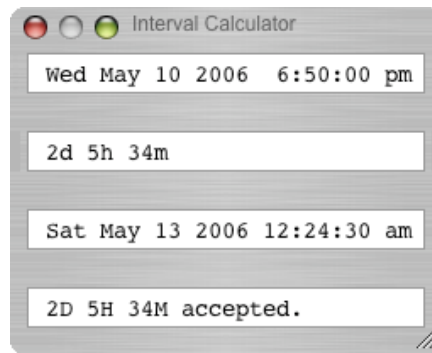 Interval Calculator
Wed May 10 2006  6:50:00 pm
2d 5h 34m
Sat May 13 2006 12:24:30 am
2D 5H 34M accepted.